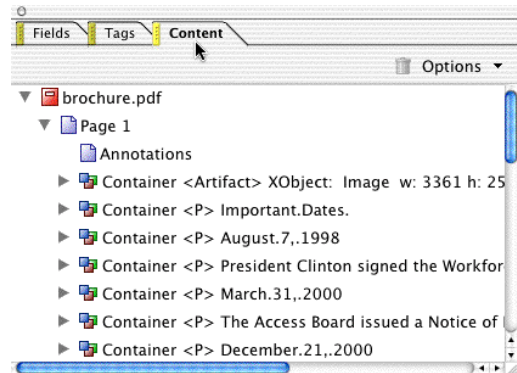 Fields Tags Content
Options
brochure.pdf
Page 1
Annotations
Container <Artifact> XObject: Image w: 3361 h: 25
Container <P> Important.Dates.
Container <P> August.7,.1998
Container <P> President Clinton signed the Workfor
Container <P> March.31,.2000
Container <P> The Access Board issued a Notice of
Container <P> December.21,.2000